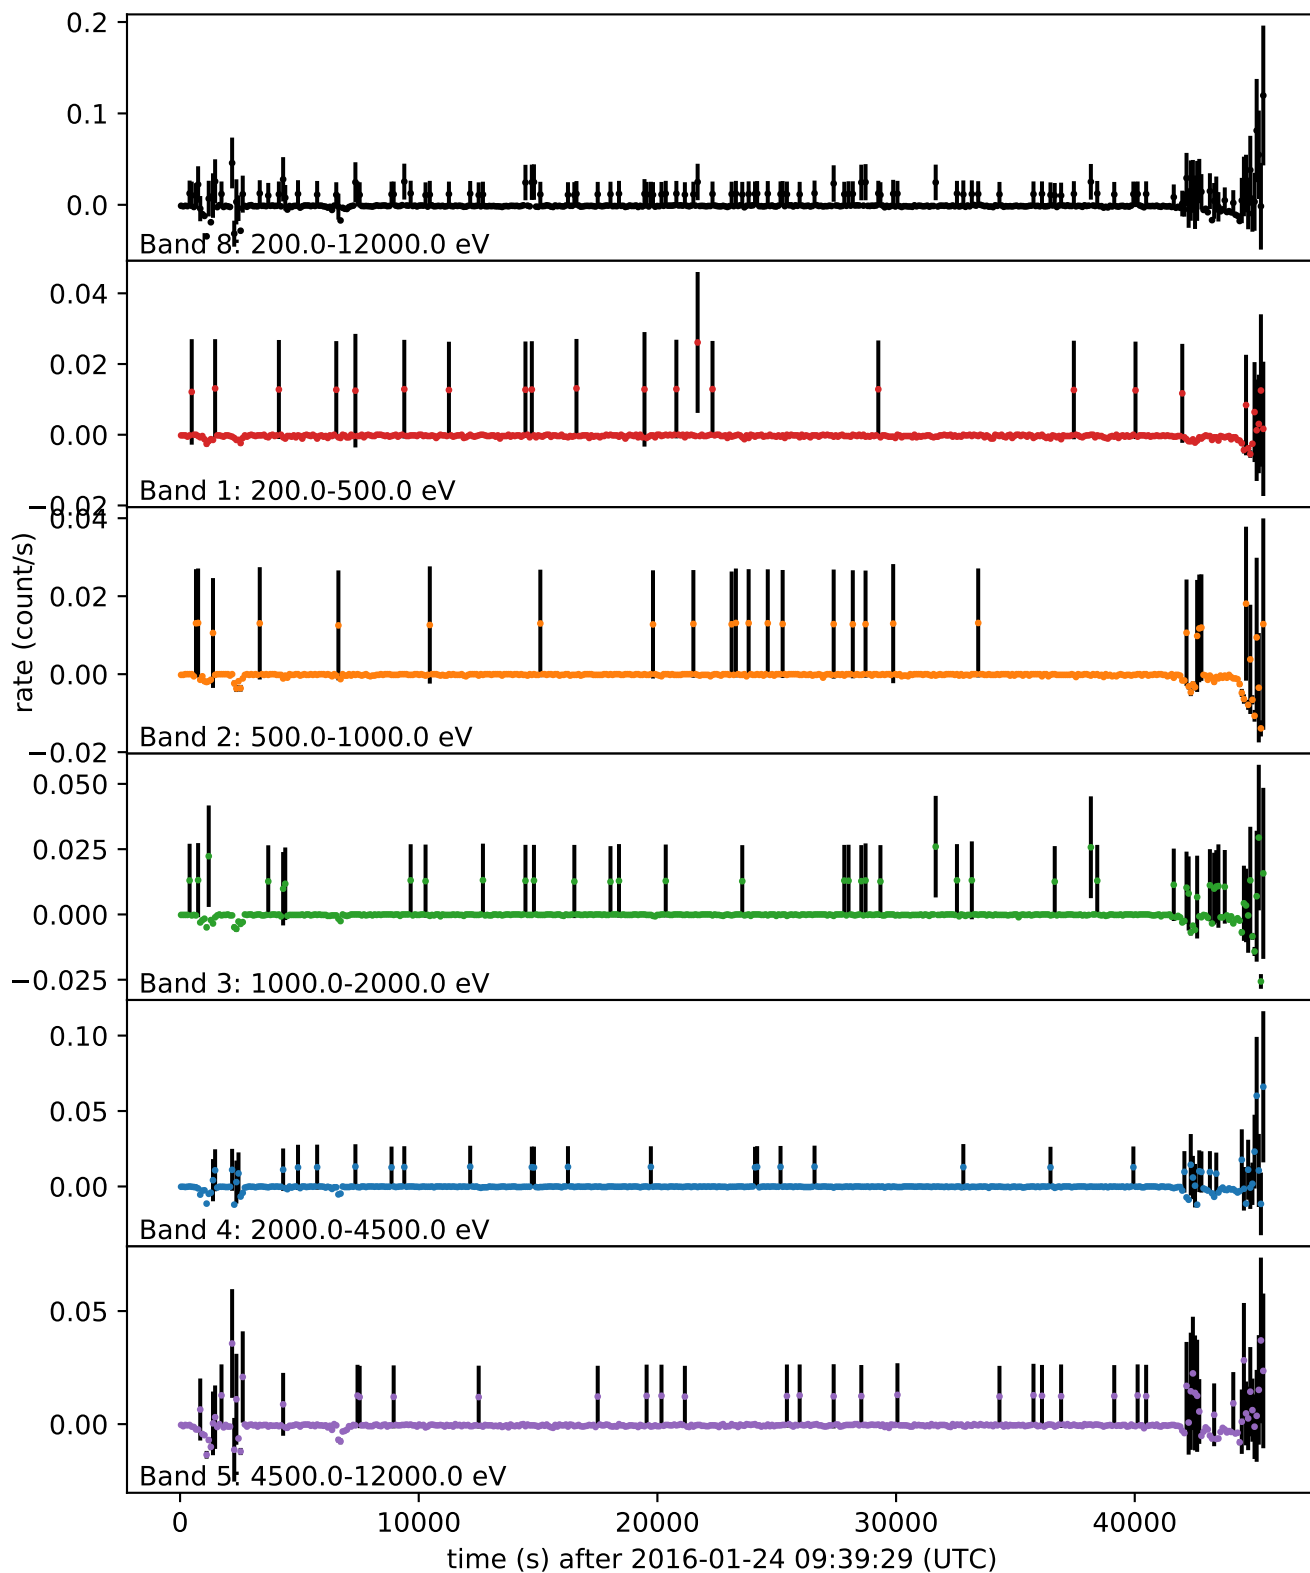 0.2
0.1
0.0
Band 8: 200.0-12000.0 eV
0.04
0.02
0.00
−0.02
Band 1: 200.0-500.0 eV
0.04
0.02
0.00
−0.02
Band 2: 500.0-1000.0 eV
rate (count/s)
0.050
0.025
0.000
−0.025
Band 3: 1000.0-2000.0 eV
0.10
0.05
0.00
Band 4: 2000.0-4500.0 eV
0.05
0.00
Band 5: 4500.0-12000.0 eV
0 10000 20000 30000 40000
time (s) after 2016-01-24 09:39:29 (UTC)